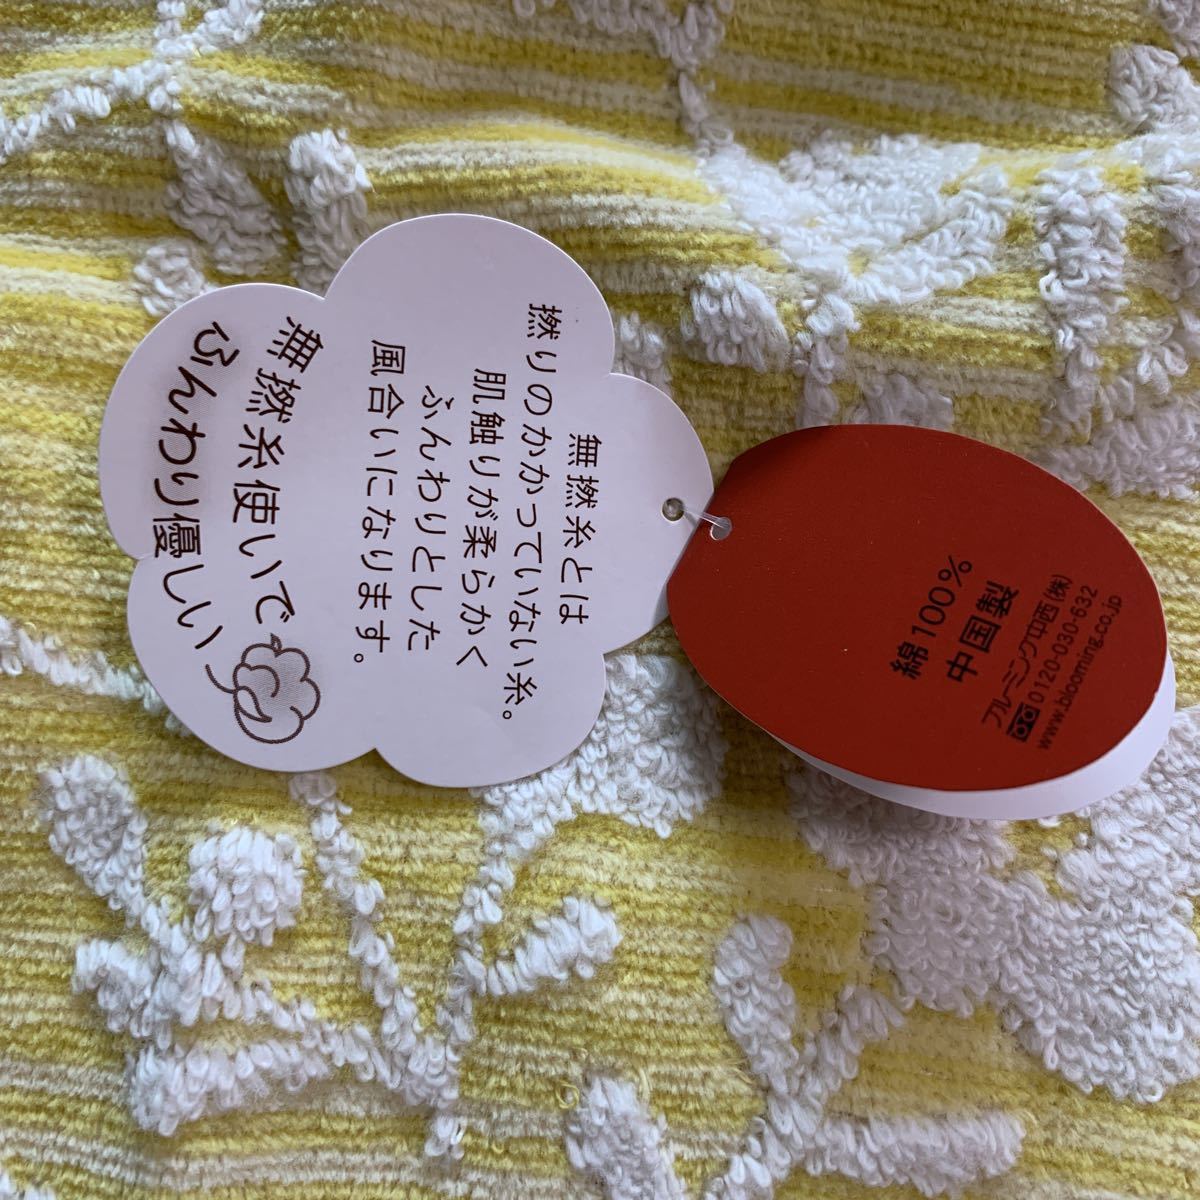 無撚糸とは
撚りのかかっていない糸。
肌触りが柔らかく
ふんわりとした
風合いになります。
無撚糸使いで
ふんわり優しい
綿100%
中国製
ブルーミング中西(株)
0120-030-632
www.blooming.co.jp